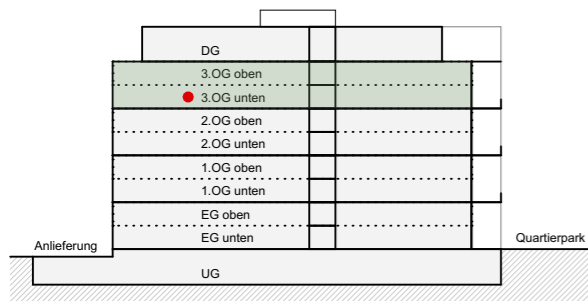 DG
3.OG oben
3.OG unten
2.OG oben
2.OG unten
1.OG oben
1.OG unten
EG oben
EG unten
Anlieferung
Quartierpark
UG